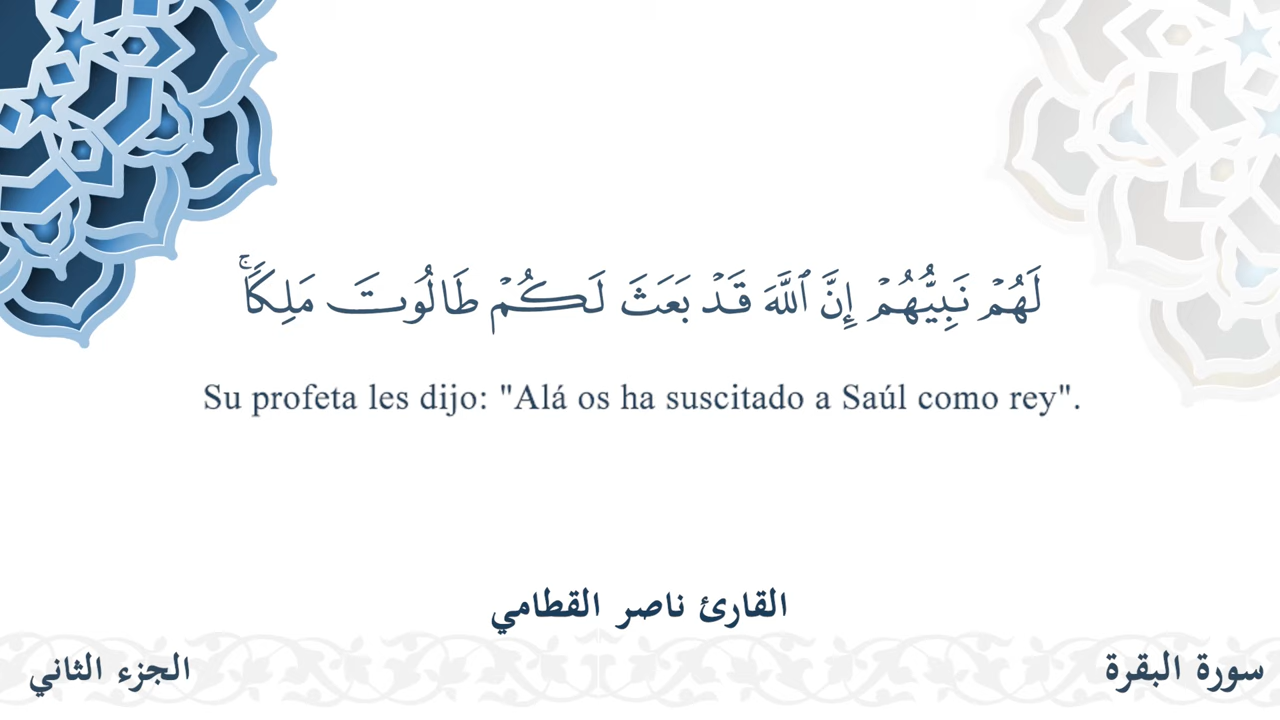 لَهُمْ نَبِيُّهُمْ إِنَّ ٱللَّهَ قَدْ بَعَثَ لَكُمْ طَالُوتَ مَلِكًاۚ
Su profeta les dijo: "Alá os ha suscitado a Saúl como rey".
القارئ ناصر القطامي
سورة البقرة
الجزء الثاني